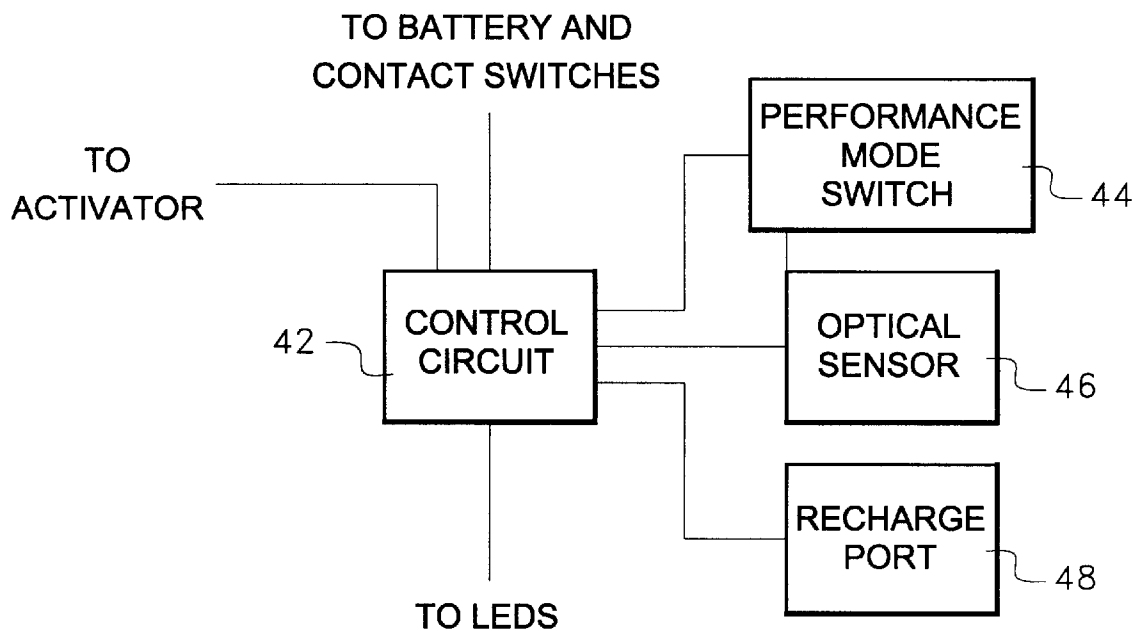 TO BATTERY AND
CONTACT SWITCHES
TO
ACTIVATOR
PERFORMANCE
MODE
SWITCH
44
42
CONTROL
CIRCUIT
OPTICAL
SENSOR
46
RECHARGE
PORT
48
TO LEDS